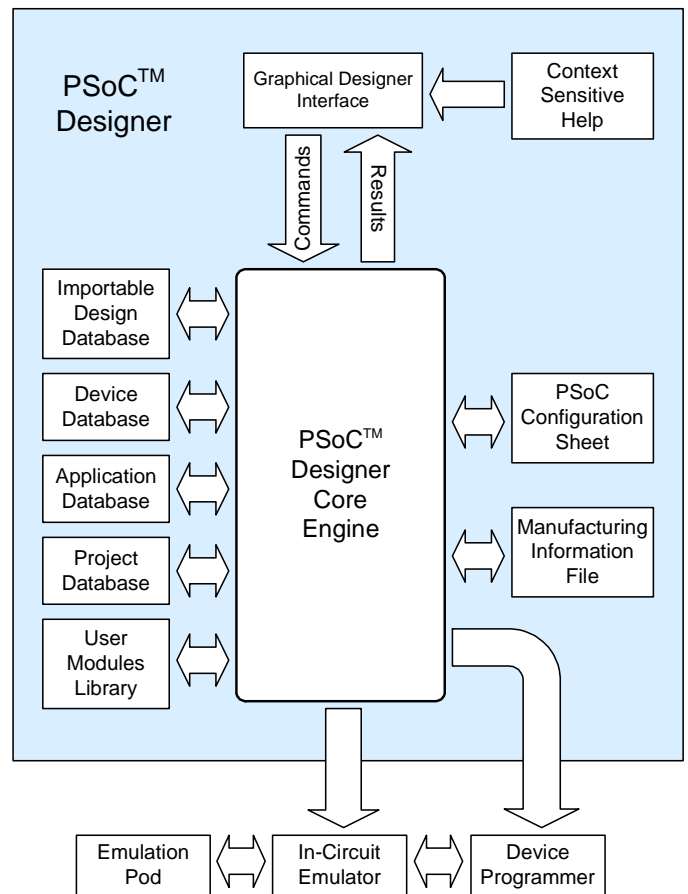 PSoC™
Designer
Graphical Designer
Interface
Context
Sensitive
Help
Commands
Results
Importable
Design
Database
Device
Database
Application
Database
Project
Database
User
Modules
Library
PSoC™
Designer
Core
Engine
PSoC
Configuration
Sheet
Manufacturing
Information
File
Emulation
Pod
In-Circuit
Emulator
Device
Programmer